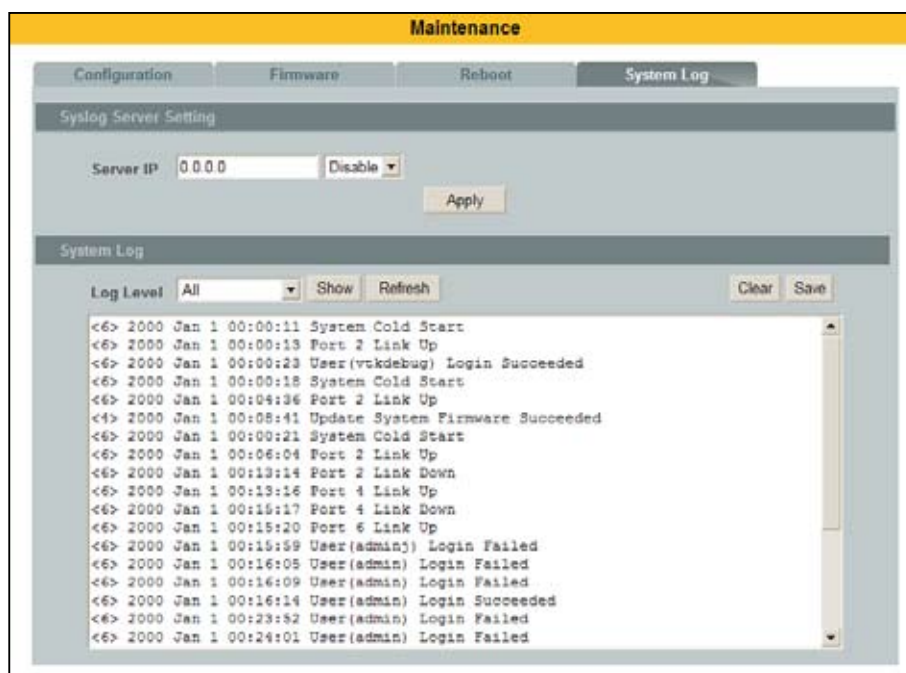 Maintenance
Configuration Firmware Reboot System Log
Syslog Server Setting
Server IP 0.0.0.0 Disable
Apply
System Log
Log Level All Show Refresh Clear Save
<6> 2000 Jan 1 00:00:11 System Cold Start
<6> 2000 Jan 1 00:00:13 Port 2 Link Up
<6> 2000 Jan 1 00:00:23 User(vtkdebug) Login Succeeded
<6> 2000 Jan 1 00:00:18 System Cold Start
<6> 2000 Jan 1 00:04:36 Port 2 Link Up
<4> 2000 Jan 1 00:08:41 Update System Firmware Succeeded
<6> 2000 Jan 1 00:00:21 System Cold Start
<6> 2000 Jan 1 00:06:04 Port 2 Link Up
<6> 2000 Jan 1 00:13:14 Port 2 Link Down
<6> 2000 Jan 1 00:13:16 Port 4 Link Up
<6> 2000 Jan 1 00:15:17 Port 4 Link Down
<6> 2000 Jan 1 00:15:20 Port 6 Link Up
<6> 2000 Jan 1 00:15:59 User(adminj) Login Failed
<6> 2000 Jan 1 00:16:05 User(admin) Login Failed
<6> 2000 Jan 1 00:16:09 User(admin) Login Failed
<6> 2000 Jan 1 00:16:14 User(admin) Login Succeeded
<6> 2000 Jan 1 00:23:52 User(admin) Login Failed
<6> 2000 Jan 1 00:24:01 User(admin) Login Failed